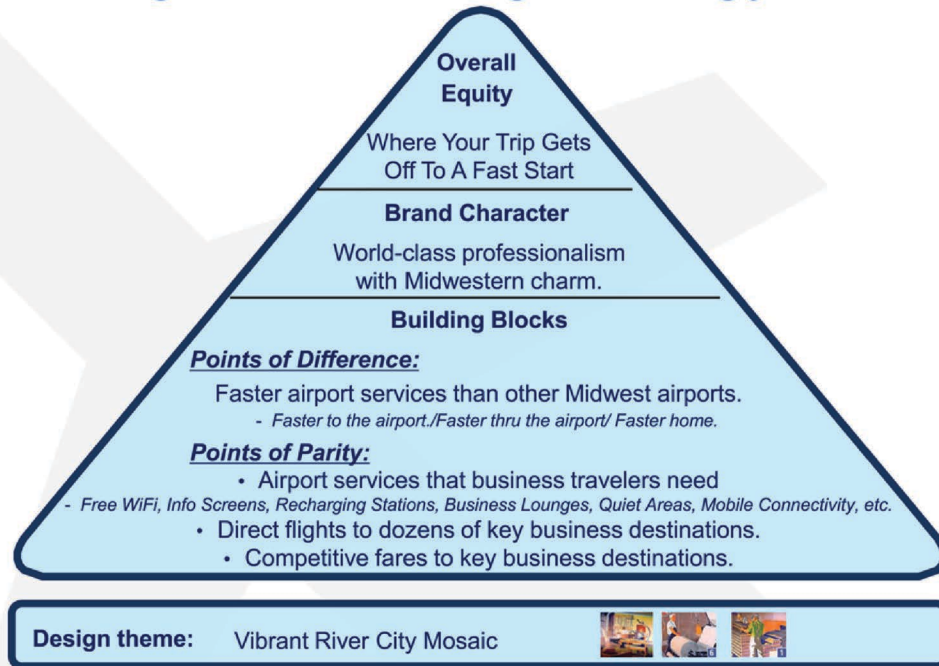 Overall
Equity
Where Your Trip Gets
Off To A Fast Start
Brand Character
World-class professionalism
with Midwestern charm.
Building Blocks
Points of Difference:
Faster airport services than other Midwest airports.
- Faster to the airport./Faster thru the airport/ Faster home.
Points of Parity:
• Airport services that business travelers need
- Free WiFi, Info Screens, Recharging Stations, Business Lounges, Quiet Areas, Mobile Connectivity, etc.
• Direct flights to dozens of key business destinations.
• Competitive fares to key business destinations.
Design theme: Vibrant River City Mosaic